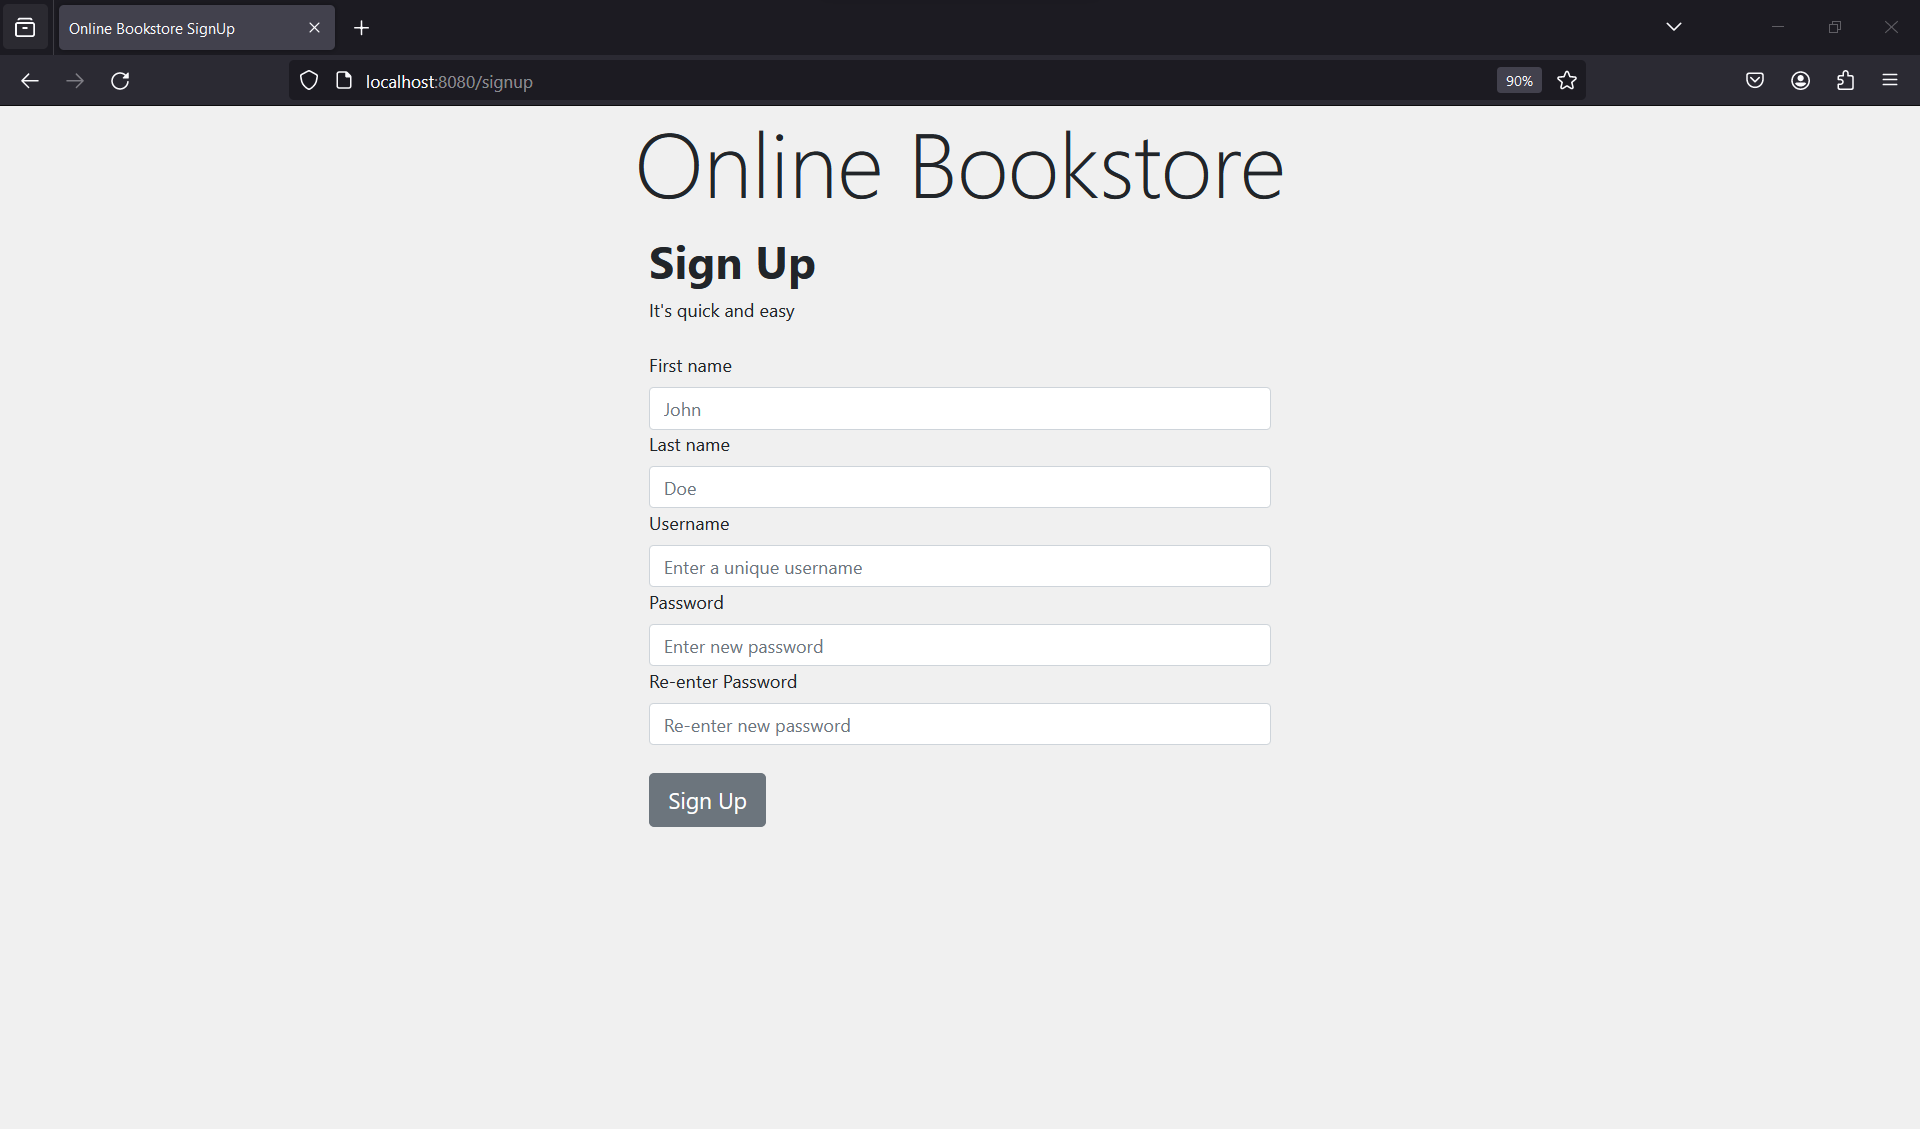 Online Bookstore SignUp
localhost:8080/signup
90%
Online Bookstore
Sign Up
It's quick and easy
First name
John
Last name
Doe
Username
Enter a unique username
Password
Enter new password
Re-enter Password
Re-enter new password
Sign Up